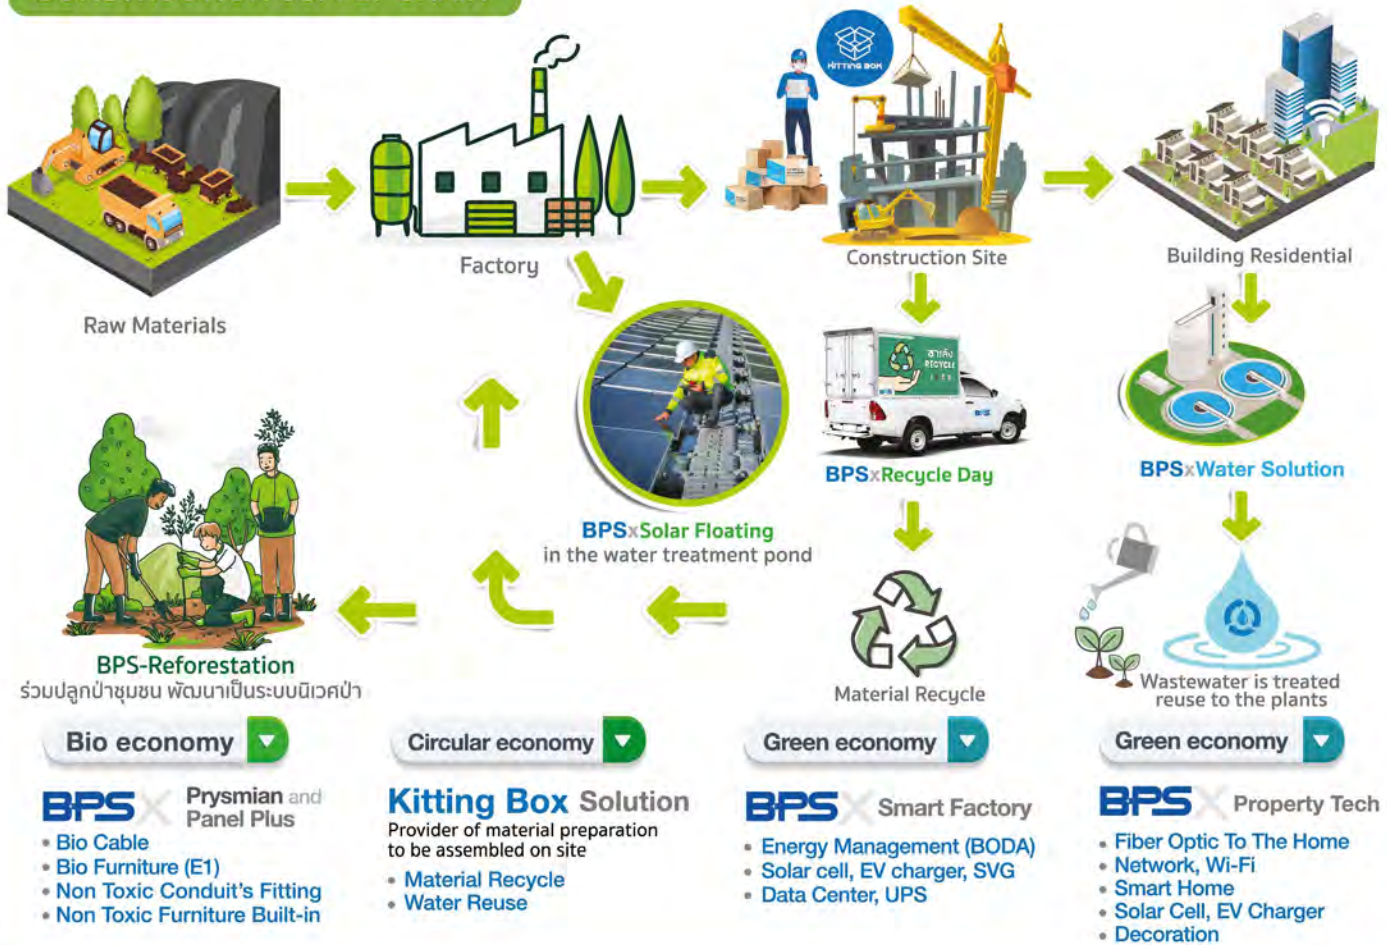 KITTING BOX
Factory
Construction Site
Building Residential
Raw Materials
RECYCLE
BPS
BPSxRecycle Day
BPSxWater Solution
BPSxSolar Floating
in the water treatment pond
BPS-Reforestation
ร่วมปลูกป่าชุมชน พัฒนาเป็นระบบนิเวศป่า
Material Recycle
Wastewater is treated
reuse to the plants
Bio economy
BPS X Prysmian and
Panel Plus
• Bio Cable
• Bio Furniture (E1)
• Non Toxic Conduit's Fitting
• Non Toxic Furniture Built-in
Circular economy
Kitting Box Solution
Provider of material preparation
to be assembled on site
• Material Recycle
• Water Reuse
Green economy
BPS X Smart Factory
• Energy Management (BODA)
• Solar cell, EV charger, SVG
• Data Center, UPS
Green economy
BPS X Property Tech
• Fiber Optic To The Home
• Network, Wi-Fi
• Smart Home
• Solar Cell, EV Charger
• Decoration